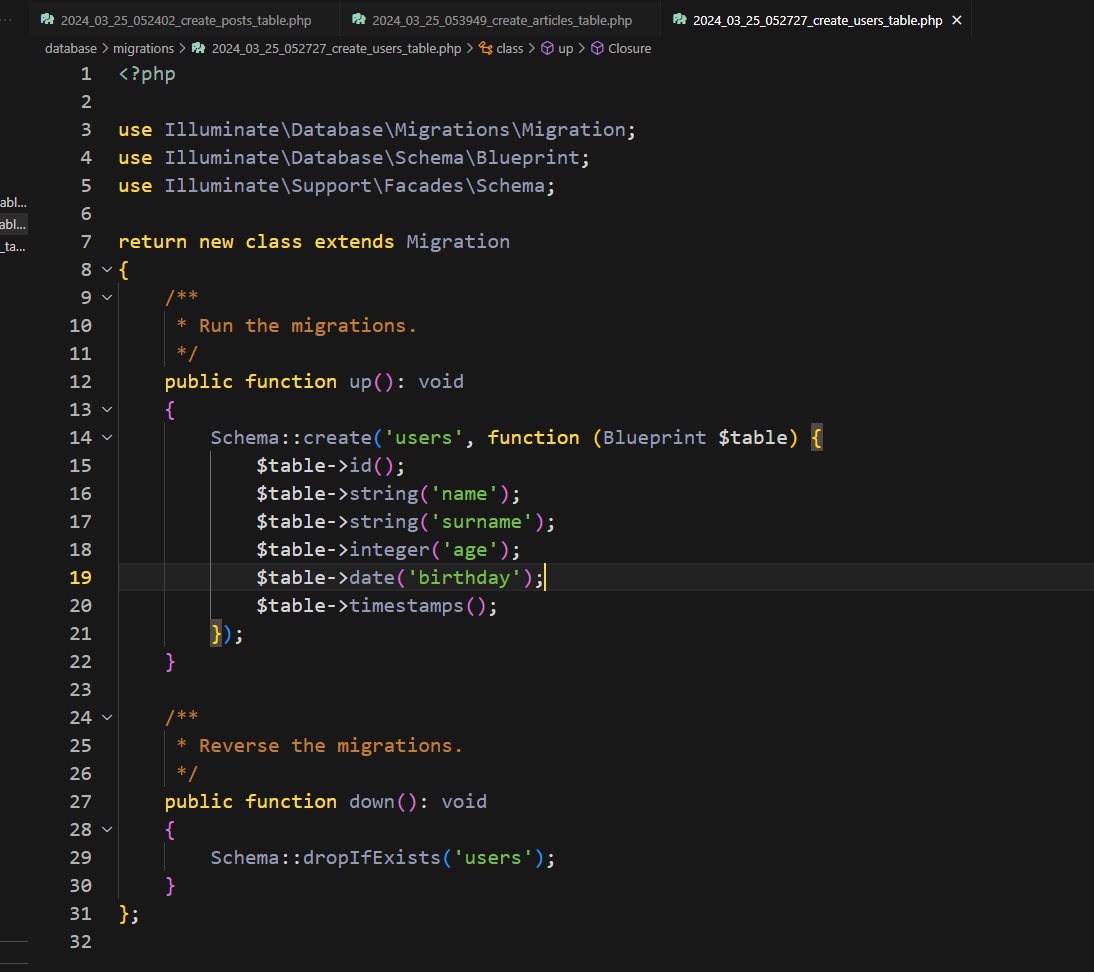 2024_03_25_052402_create_posts_table.php 2024_03_25_053949_create_articles_table.php 2024_03_25_052727_create_users_table.php
database > migrations > 2024_03_25_052727_create_users_table.php > class > up > Closure
abl...
abl...
_ta...
1 <?php
2
3 use Illuminate\Database\Migrations\Migration;
4 use Illuminate\Database\Schema\Blueprint;
5 use Illuminate\Support\Facades\Schema;
6
7 return new class extends Migration
8 {
9     /**
10      * Run the migrations.
11      */
12     public function up(): void
13     {
14         Schema::create('users', function (Blueprint $table) {
15             $table->id();
16             $table->string('name');
17             $table->string('surname');
18             $table->integer('age');
19             $table->date('birthday');
20             $table->timestamps();
21         });
22     }
23
24     /**
25      * Reverse the migrations.
26      */
27     public function down(): void
28     {
29         Schema::dropIfExists('users');
30     }
31 };
32